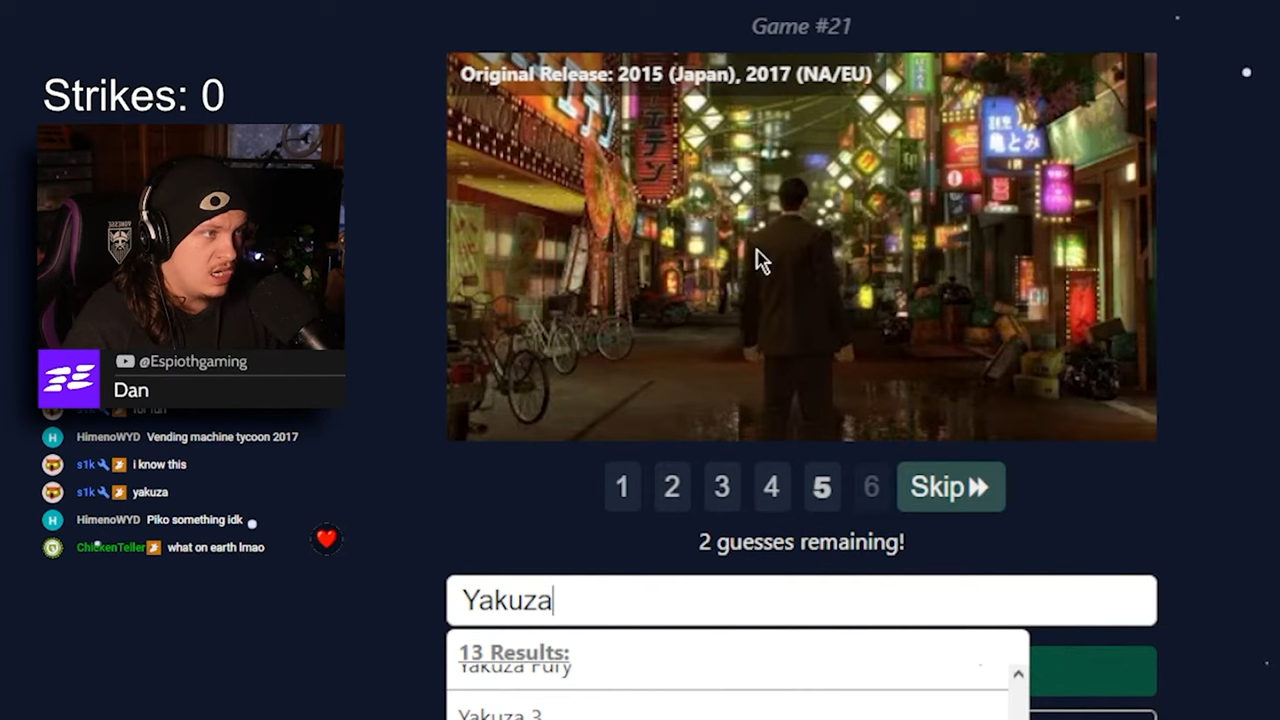 Game #21
Strikes: 0
Original Release: 2015 (Japan), 2017 (NA/EU)
@Espiothgaming
Dan
HimenoWYD Vending machine tycoon 2017
s1k i know this
s1k yakuza
HimenoWYD Piko something idk
ChickenTeller what on earth lmao
1 2 3 4 5 6 Skip
2 guesses remaining!
Yakuza
13 Results:
Yakuza Fury
Yakuza 3